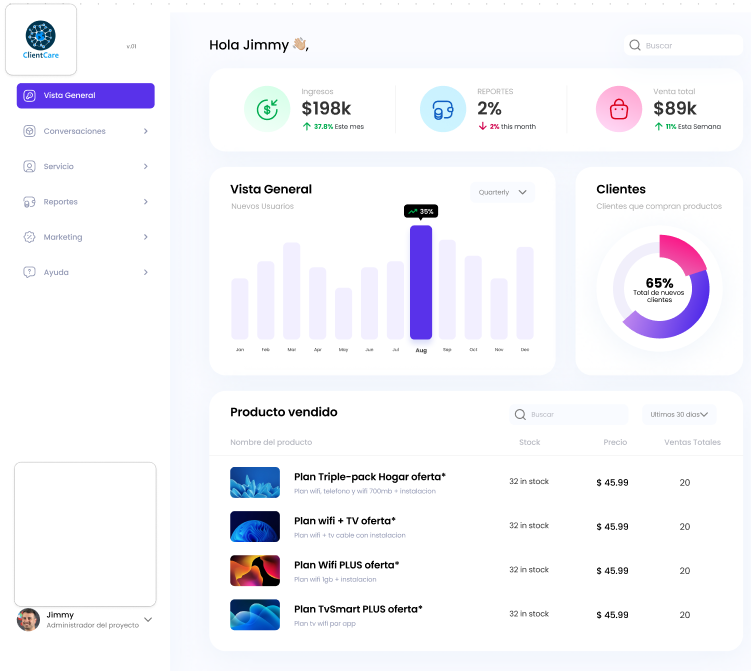 ClientCare
v.01
Vista General
Conversaciones
Servicio
Reportes
Marketing
Ayuda
Jimmy
Administrador del proyecto
Hola Jimmy 👋🏼,
Buscar
Ingresos
$198k
37.8% Este mes
REPORTES
2%
2% this month
Venta total
$89k
11% Esta Semana
Vista General
Nuevos Usuarios
Quarterly
35%
Jan Feb Mar Apr May Jun Jul Aug Sep Oct Nov Dec
Clientes
Clientes que compran productos
65%
Total de nuevos
clientes
Producto vendido
Buscar
Ultimos 30 dias
Nombre del producto Stock Precio Ventas Totales
Plan Triple-pack Hogar oferta*
Plan wifi, telefono y wifi 700mb + instalacion
32 in stock $ 45.99 20
Plan wifi + TV oferta*
Plan wifi + tv cable con instalacion
32 in stock $ 45.99 20
Plan Wifi PLUS oferta*
Plan wifi 1gb + instalacion
32 in stock $ 45.99 20
Plan TvSmart PLUS oferta*
Plan tv wifi por app
32 in stock $ 45.99 20